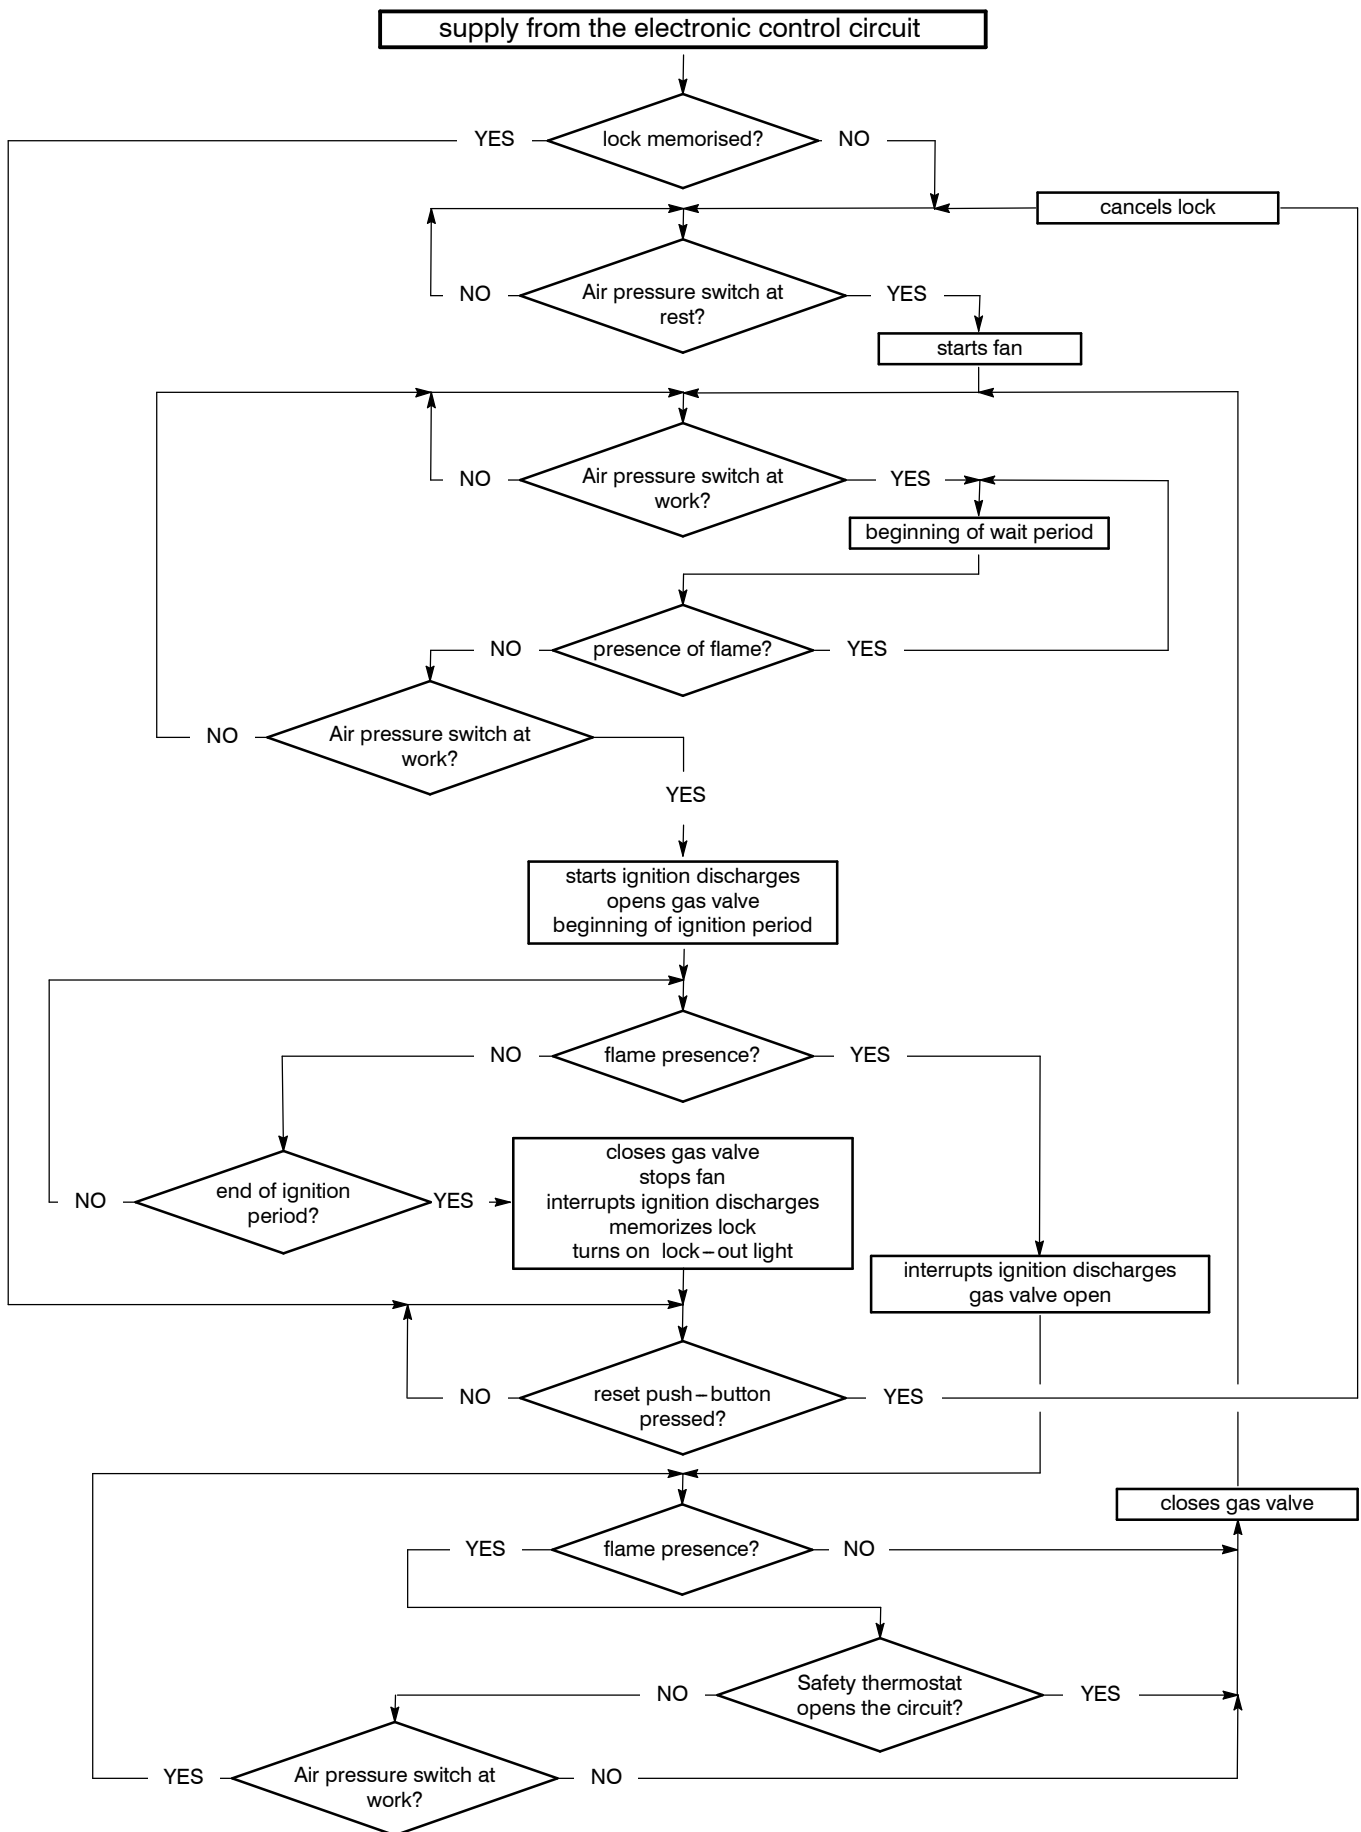 supply from the electronic control circuit
YES
lock memorised?
NO
cancels lock
NO
Air pressure switch at
rest?
YES
starts fan
NO
Air pressure switch at
work?
YES
beginning of wait period
NO
presence of flame?
YES
NO
Air pressure switch at
work?
YES
starts ignition discharges
opens gas valve
beginning of ignition period
NO
flame presence?
YES
NO
end of ignition
period?
YES
closes gas valve
stops fan
interrupts ignition discharges
memorizes lock
turns on lock-out light
interrupts ignition discharges
gas valve open
NO
reset push-button
pressed?
YES
closes gas valve
YES
flame presence?
NO
NO
Safety thermostat
opens the circuit?
YES
YES
Air pressure switch at
work?
NO